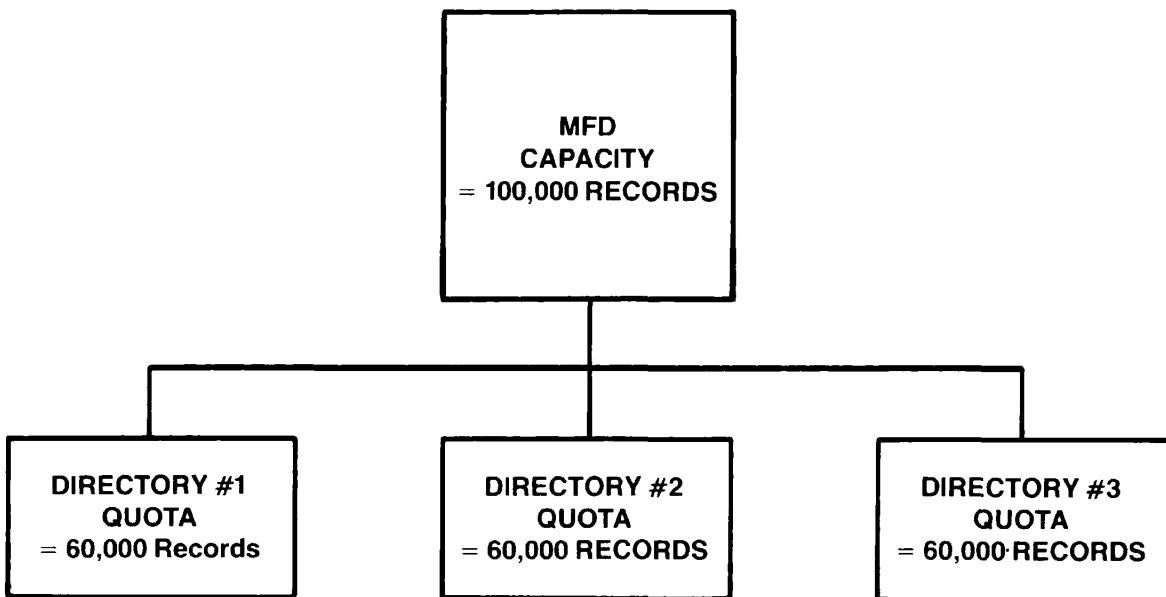 MFD
CAPACITY
= 100,000 RECORDS
DIRECTORY #1
QUOTA
= 60,000 Records
DIRECTORY #2
QUOTA
= 60,000 RECORDS
DIRECTORY #3
QUOTA
= 60,000 RECORDS